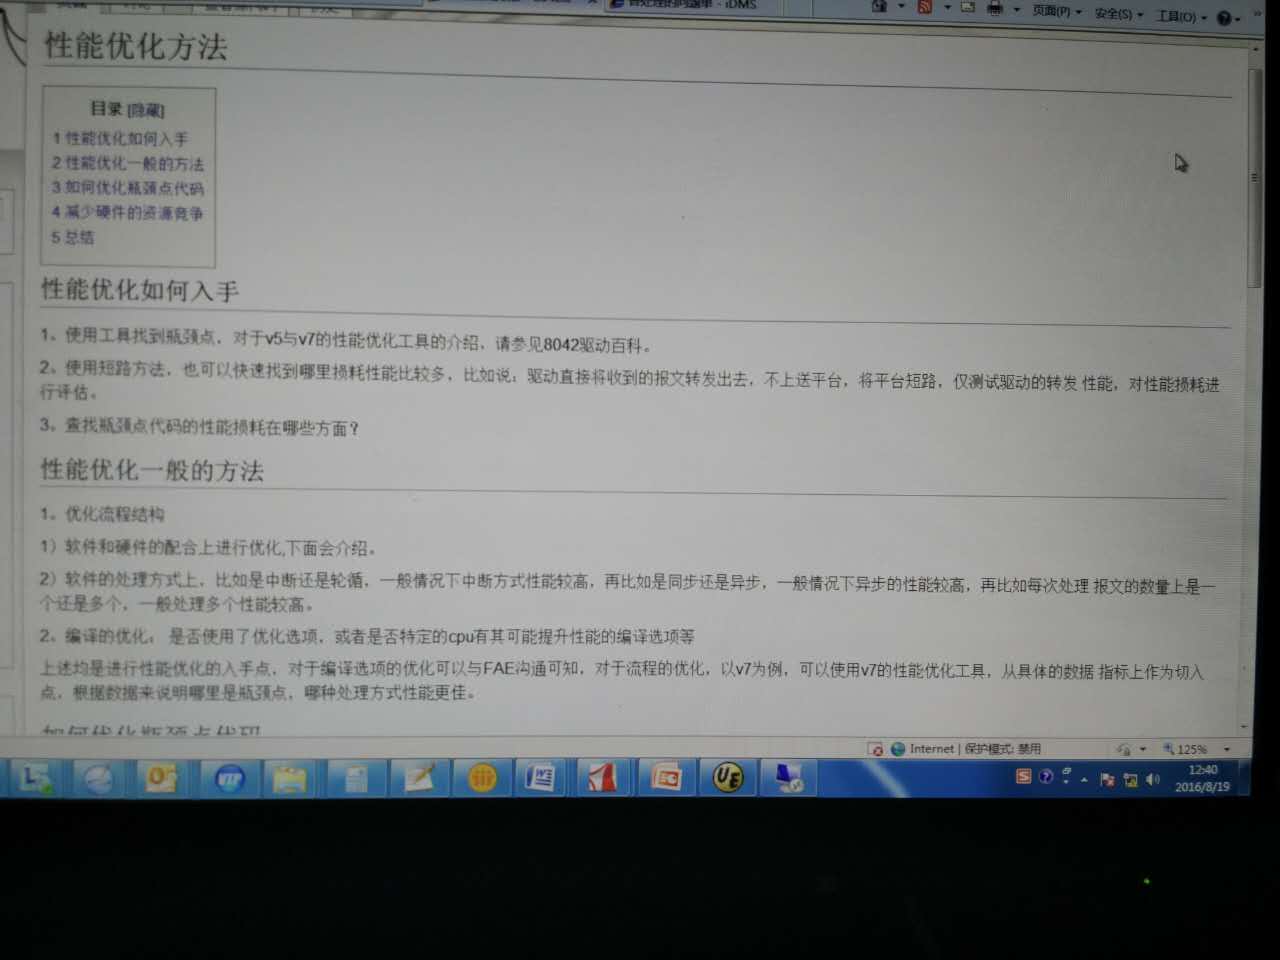 待处理的问题单 - iDMS
页面(P) 安全(S) 工具(O)
性能优化方法
目录 [隐藏]
1 性能优化如何入手
2 性能优化一般的方法
3 如何优化瓶颈点代码
4 减少硬件的资源竞争
5 总结
性能优化如何入手
1、使用工具找到瓶颈点，对于v5与v7的性能优化工具的介绍、请参见8042驱动百科。
2、使用短路方法，也可以快速找到哪里损耗性能比较多，比如说：驱动直接将收到的报文转发出去，不上送平台，将平台短路，仅测试驱动的转发 性能，对性能损耗进
行评估。
3、查找瓶颈点代码的性能损耗在哪些方面？
性能优化一般的方法
1、优化流程结构
1）软件和硬件的配合上进行优化,下面会介绍。
2）软件的处理方式上，比如是中断还是轮循，一般情况下中断方式性能较高，再比如是同步还是异步，一般情况下异步的性能较高，再比如每次处理 报文的数量上是一
个还是多个，一般处理多个性能较高。
2、编译的优化： 是否使用了优化选项，或者是否特定的cpu有其可能提升性能的编译选项等
上述均是进行性能优化的入手点，对于编译选项的优化可以与FAE沟通可知，对于流程的优化，以v7为例，可以使用v7的性能优化工具，从具体的数据 指标上作为切入
点，根据数据来说明哪里是瓶颈点，哪种处理方式性能更佳。
如何优化瓶颈点代码
Internet | 保护模式: 禁用
125%
12:40
2016/8/19